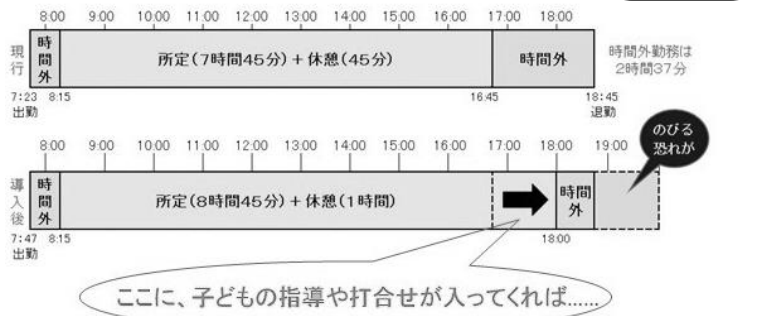 8:00 9:00 10:00 11:00 12:00 13:00 14:00 15:00 16:00 17:00 18:00
現行
時間外
所定(7時間45分)+休憩(45分)
時間外
時間外勤務は
2時間37分
7:23 8:15 16:45 18:45
出勤 退勤
のびる
恐れが
8:00 9:00 10:00 11:00 12:00 13:00 14:00 15:00 16:00 17:00 18:00 19:00
導入後
時間外
所定(8時間45分)+休憩(1時間)
時間
外
7:47 8:15 18:00
出勤
ここに、子どもの指導や打合せが入ってくれば……